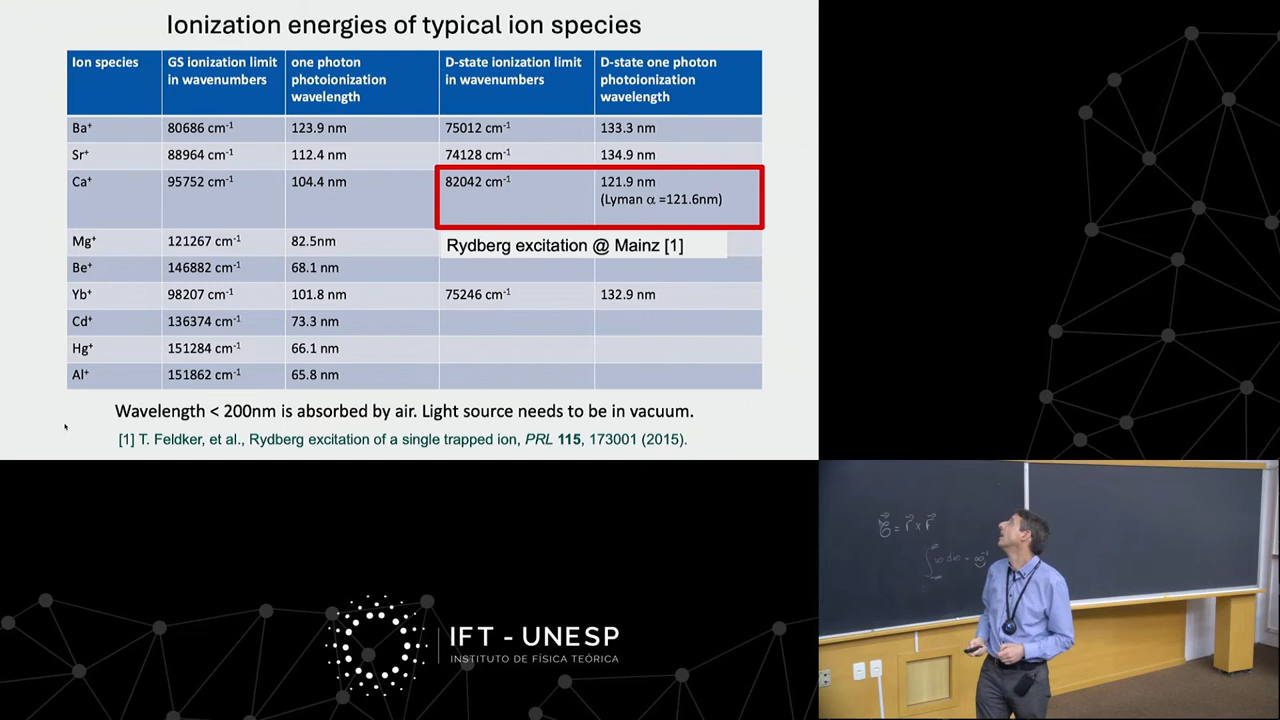 Ionization energies of typical ion species
Ion species | GS ionization limit in wavenumbers | one photon photoionization wavelength | D-state ionization limit in wavenumbers | D-state one photon photoionization wavelength
Ba⁺ 80686 cm⁻¹ 123.9 nm 75012 cm⁻¹ 133.3 nm
Sr⁺ 88964 cm⁻¹ 112.4 nm 74128 cm⁻¹ 134.9 nm
Ca⁺ 95752 cm⁻¹ 104.4 nm 82042 cm⁻¹ 121.9 nm
(Lyman α =121.6nm)
Mg⁺ 121267 cm⁻¹ 82.5nm
Rydberg excitation @ Mainz [1]
Be⁺ 146882 cm⁻¹ 68.1 nm
Yb⁺ 98207 cm⁻¹ 101.8 nm 75246 cm⁻¹ 132.9 nm
Cd⁺ 136374 cm⁻¹ 73.3 nm
Hg⁺ 151284 cm⁻¹ 66.1 nm
Al⁺ 151862 cm⁻¹ 65.8 nm
Wavelength < 200nm is absorbed by air. Light source needs to be in vacuum.
[1] T. Feldker, et al., Rydberg excitation of a single trapped ion, PRL 115, 173001 (2015).
IFT - UNESP
INSTITUTO DE FÍSICA TEÓRICA